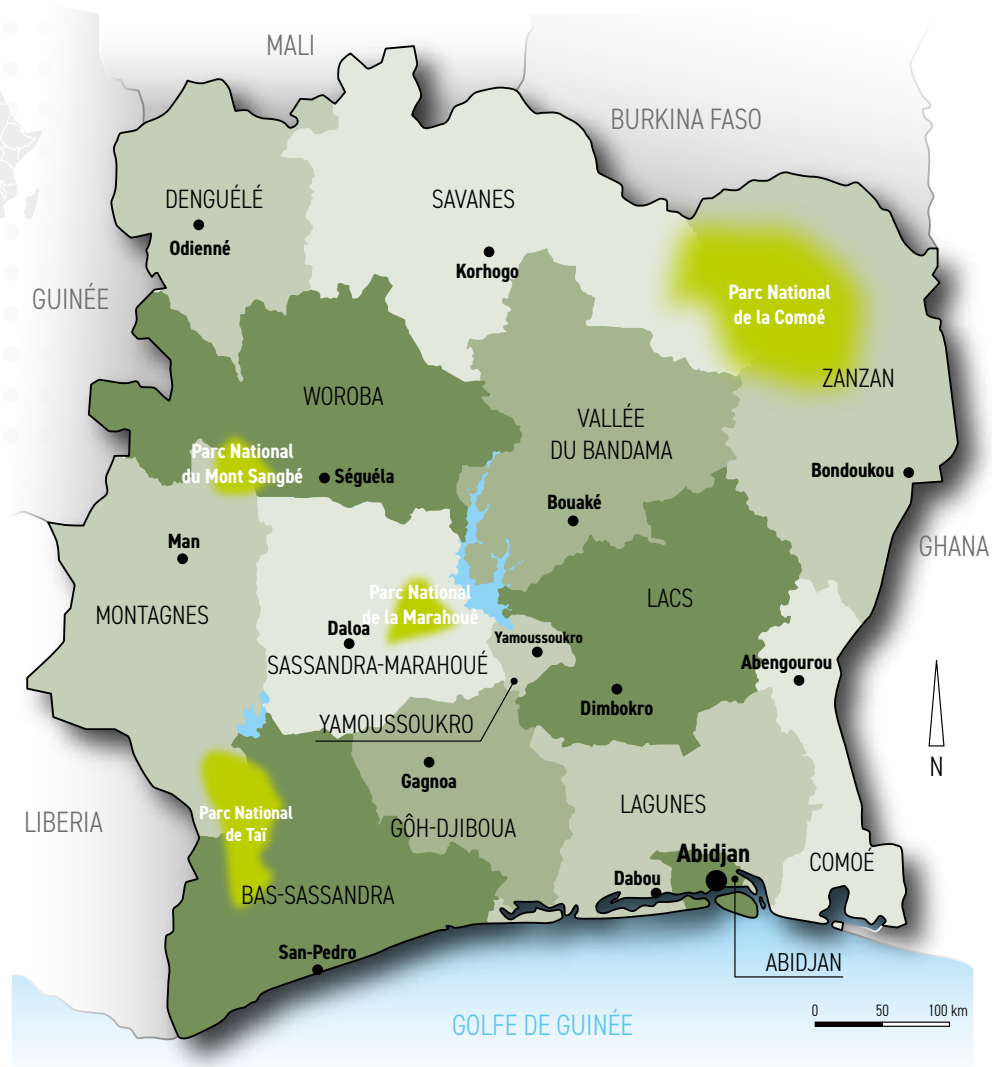 MALI
BURKINA FASO
DENGUÉLÉ
SAVANES
Odienné
Korhogo
GUINÉE
Parc National
de la Comoé
ZANZAN
WOROBA
VALLÉE
DU BANDAMA
Parc National
du Mont Sangbé
Séguéla
Bondoukou
Bouaké
Man
GHANA
MONTAGNES
Parc National
de la Marahoué
LACS
Daloa
Yamoussoukro
SASSANDRA-MARAHOUÉ
Abengourou
Dimbokro
YAMOUSSOUKRO
N
Gagnoa
LIBERIA
Parc National
de Taï
GÔH-DJIBOUA
LAGUNES
Abidjan
COMOÉ
Dabou
BAS-SASSANDRA
San-Pedro
ABIDJAN
GOLFE DE GUINÉE
0 50 100 km